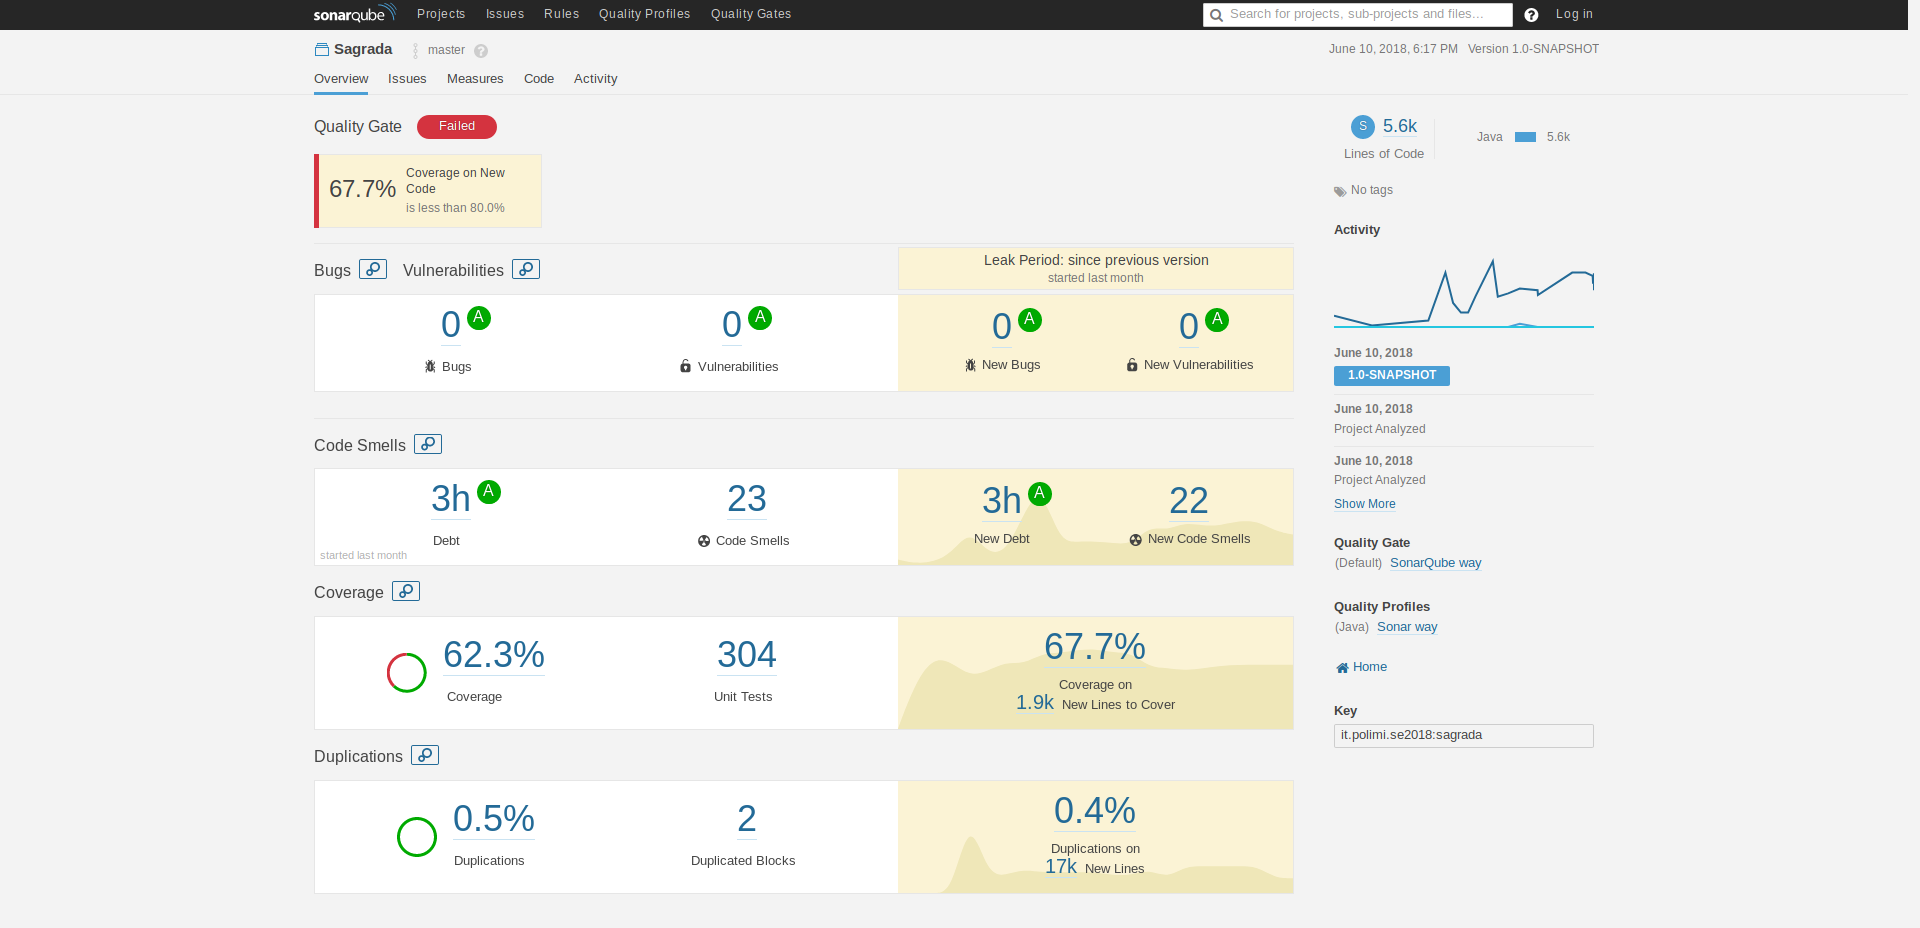 sonarqube Projects Issues Rules Quality Profiles Quality Gates Search for projects, sub-projects and files... Log in
Sagrada master June 10, 2018, 6:17 PM Version 1.0-SNAPSHOT
Overview Issues Measures Code Activity
Quality Gate Failed
67.7% Coverage on New Code
is less than 80.0%
Leak Period: since previous version
started last month
Bugs Vulnerabilities
0 A
Bugs
0 A
Vulnerabilities
0 A
New Bugs
0 A
New Vulnerabilities
Code Smells
3h A
Debt
started last month
23
Code Smells
3h A
New Debt
22
New Code Smells
Coverage
62.3%
Coverage
304
Unit Tests
67.7%
Coverage on
1.9k New Lines to Cover
Duplications
0.5%
Duplications
2
Duplicated Blocks
0.4%
Duplications on
17k New Lines
S 5.6k
Lines of Code
Java 5.6k
No tags
Activity
June 10, 2018
1.0-SNAPSHOT
June 10, 2018
Project Analyzed
June 10, 2018
Project Analyzed
Show More
Quality Gate
(Default) SonarQube way
Quality Profiles
(Java) Sonar way
Home
Key
it.polimi.se2018:sagrada